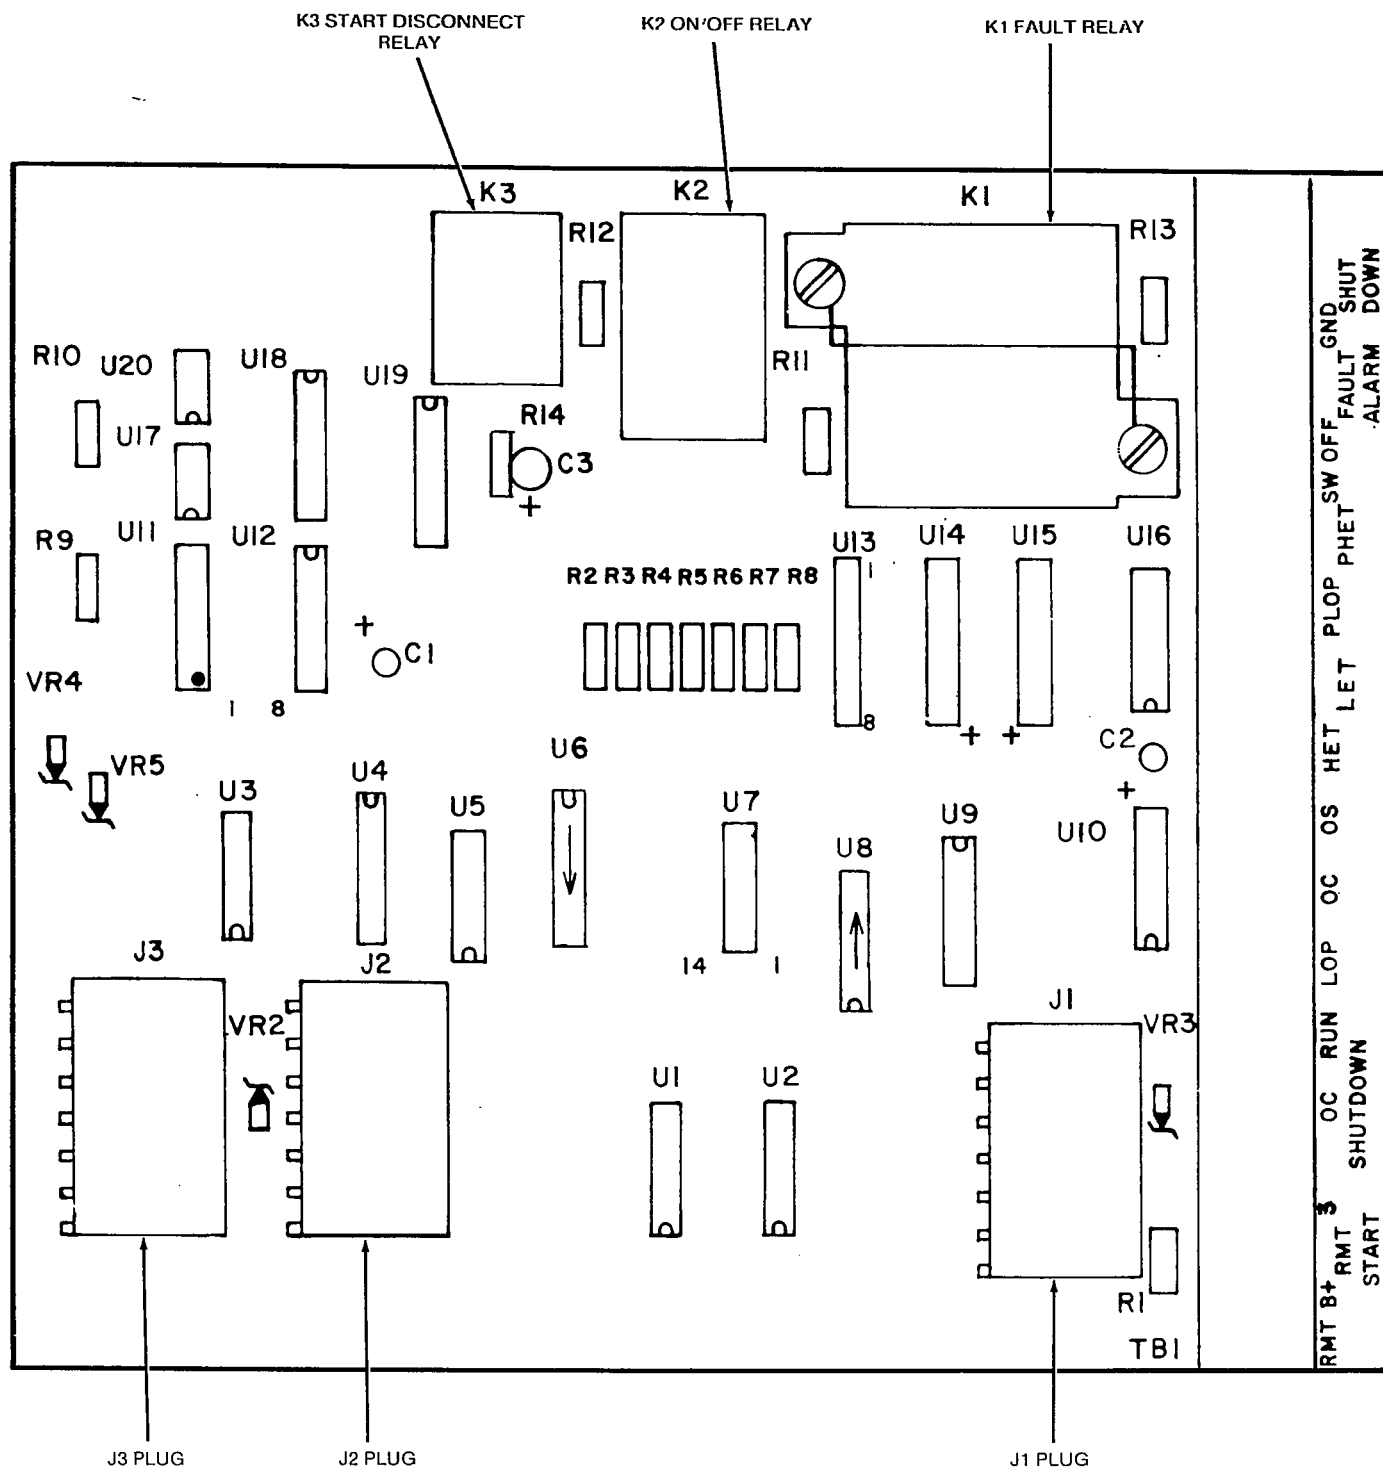 K3 START DISCONNECT
RELAY
K2 ON/OFF RELAY
K1 FAULT RELAY
K3
K2
K1
R12
R13
R10
U20
U18
U19
R11
R14
C3
+
U17
R9
U11
U12
U13
1
U14
U15
U16
R2 R3 R4 R5 R6 R7 R8
+
C1
VR4
1
8
8
+
+
C2
+
VR5
U3
U4
U5
U6
U7
U8
U9
U10
J3
J2
14
1
J1
VR2
VR3
U1
U2
R1
TB1
RMT B+
RMT
START
3
OC
SHUTDOWN
RUN
LOP
OC
OS
HET
LET
PLOP
PHET
SW OFF
GND
FAULT
ALARM
SHUT
DOWN
J3 PLUG
J2 PLUG
J1 PLUG